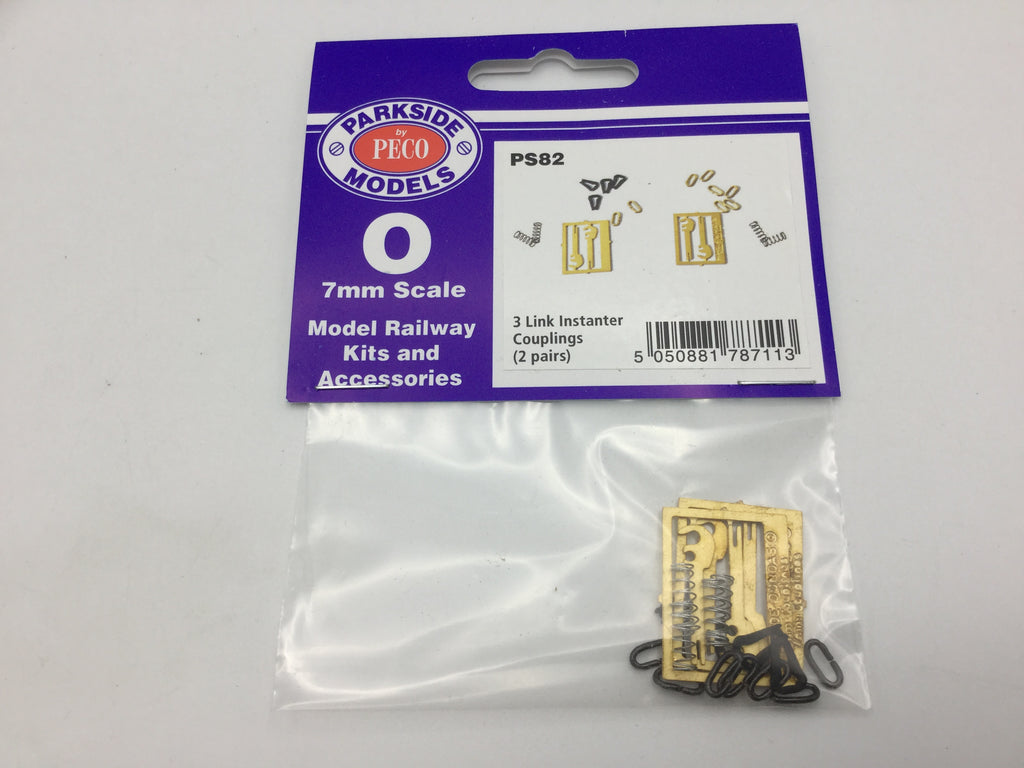 PARKSIDE
by
PECO
MODELS
O
7mm Scale
Model Railway
Kits and
Accessories
PS82
3 Link Instanter
Couplings
(2 pairs)
5 050881 787113